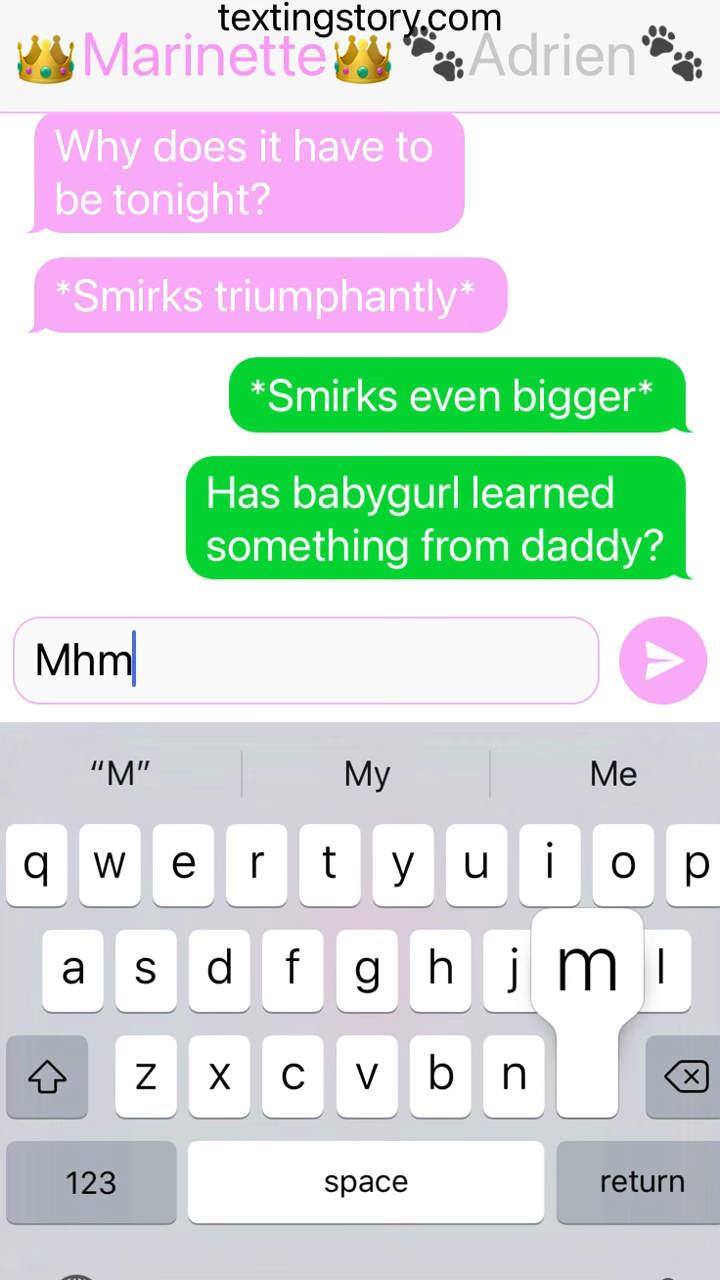 textingstory.com
👑Marinette👑🐾Adrien🐾
Why does it have to
be tonight?
*Smirks triumphantly*
*Smirks even bigger*
Has babygurl learned
something from daddy?
Mhm
“M” My Me
q w e r t y u i o p
a s d f g h j m l
z x c v b n
123 space return